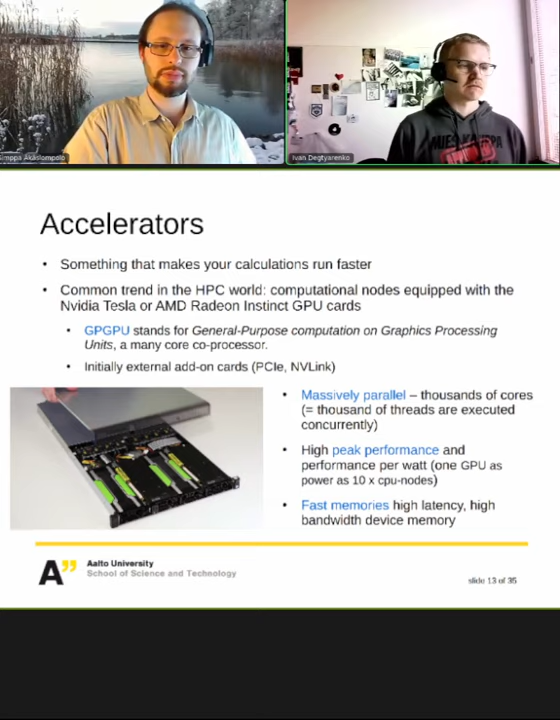 Simppa Äkäslompolo
Ivan Degtyarenko
Accelerators
• Something that makes your calculations run faster
• Common trend in the HPC world: computational nodes equipped with the
Nvidia Tesla or AMD Radeon Instinct GPU cards
• GPGPU stands for General-Purpose computation on Graphics Processing
Units, a many core co-processor.
• Initially external add-on cards (PCIe, NVLink)
• Massively parallel – thousands of cores
(= thousand of threads are executed
concurrently)
• High peak performance and
performance per watt (one GPU as
power as 10 x cpu-nodes)
• Fast memories high latency, high
bandwidth device memory
A”
Aalto University
School of Science and Technology
slide 13 of 35